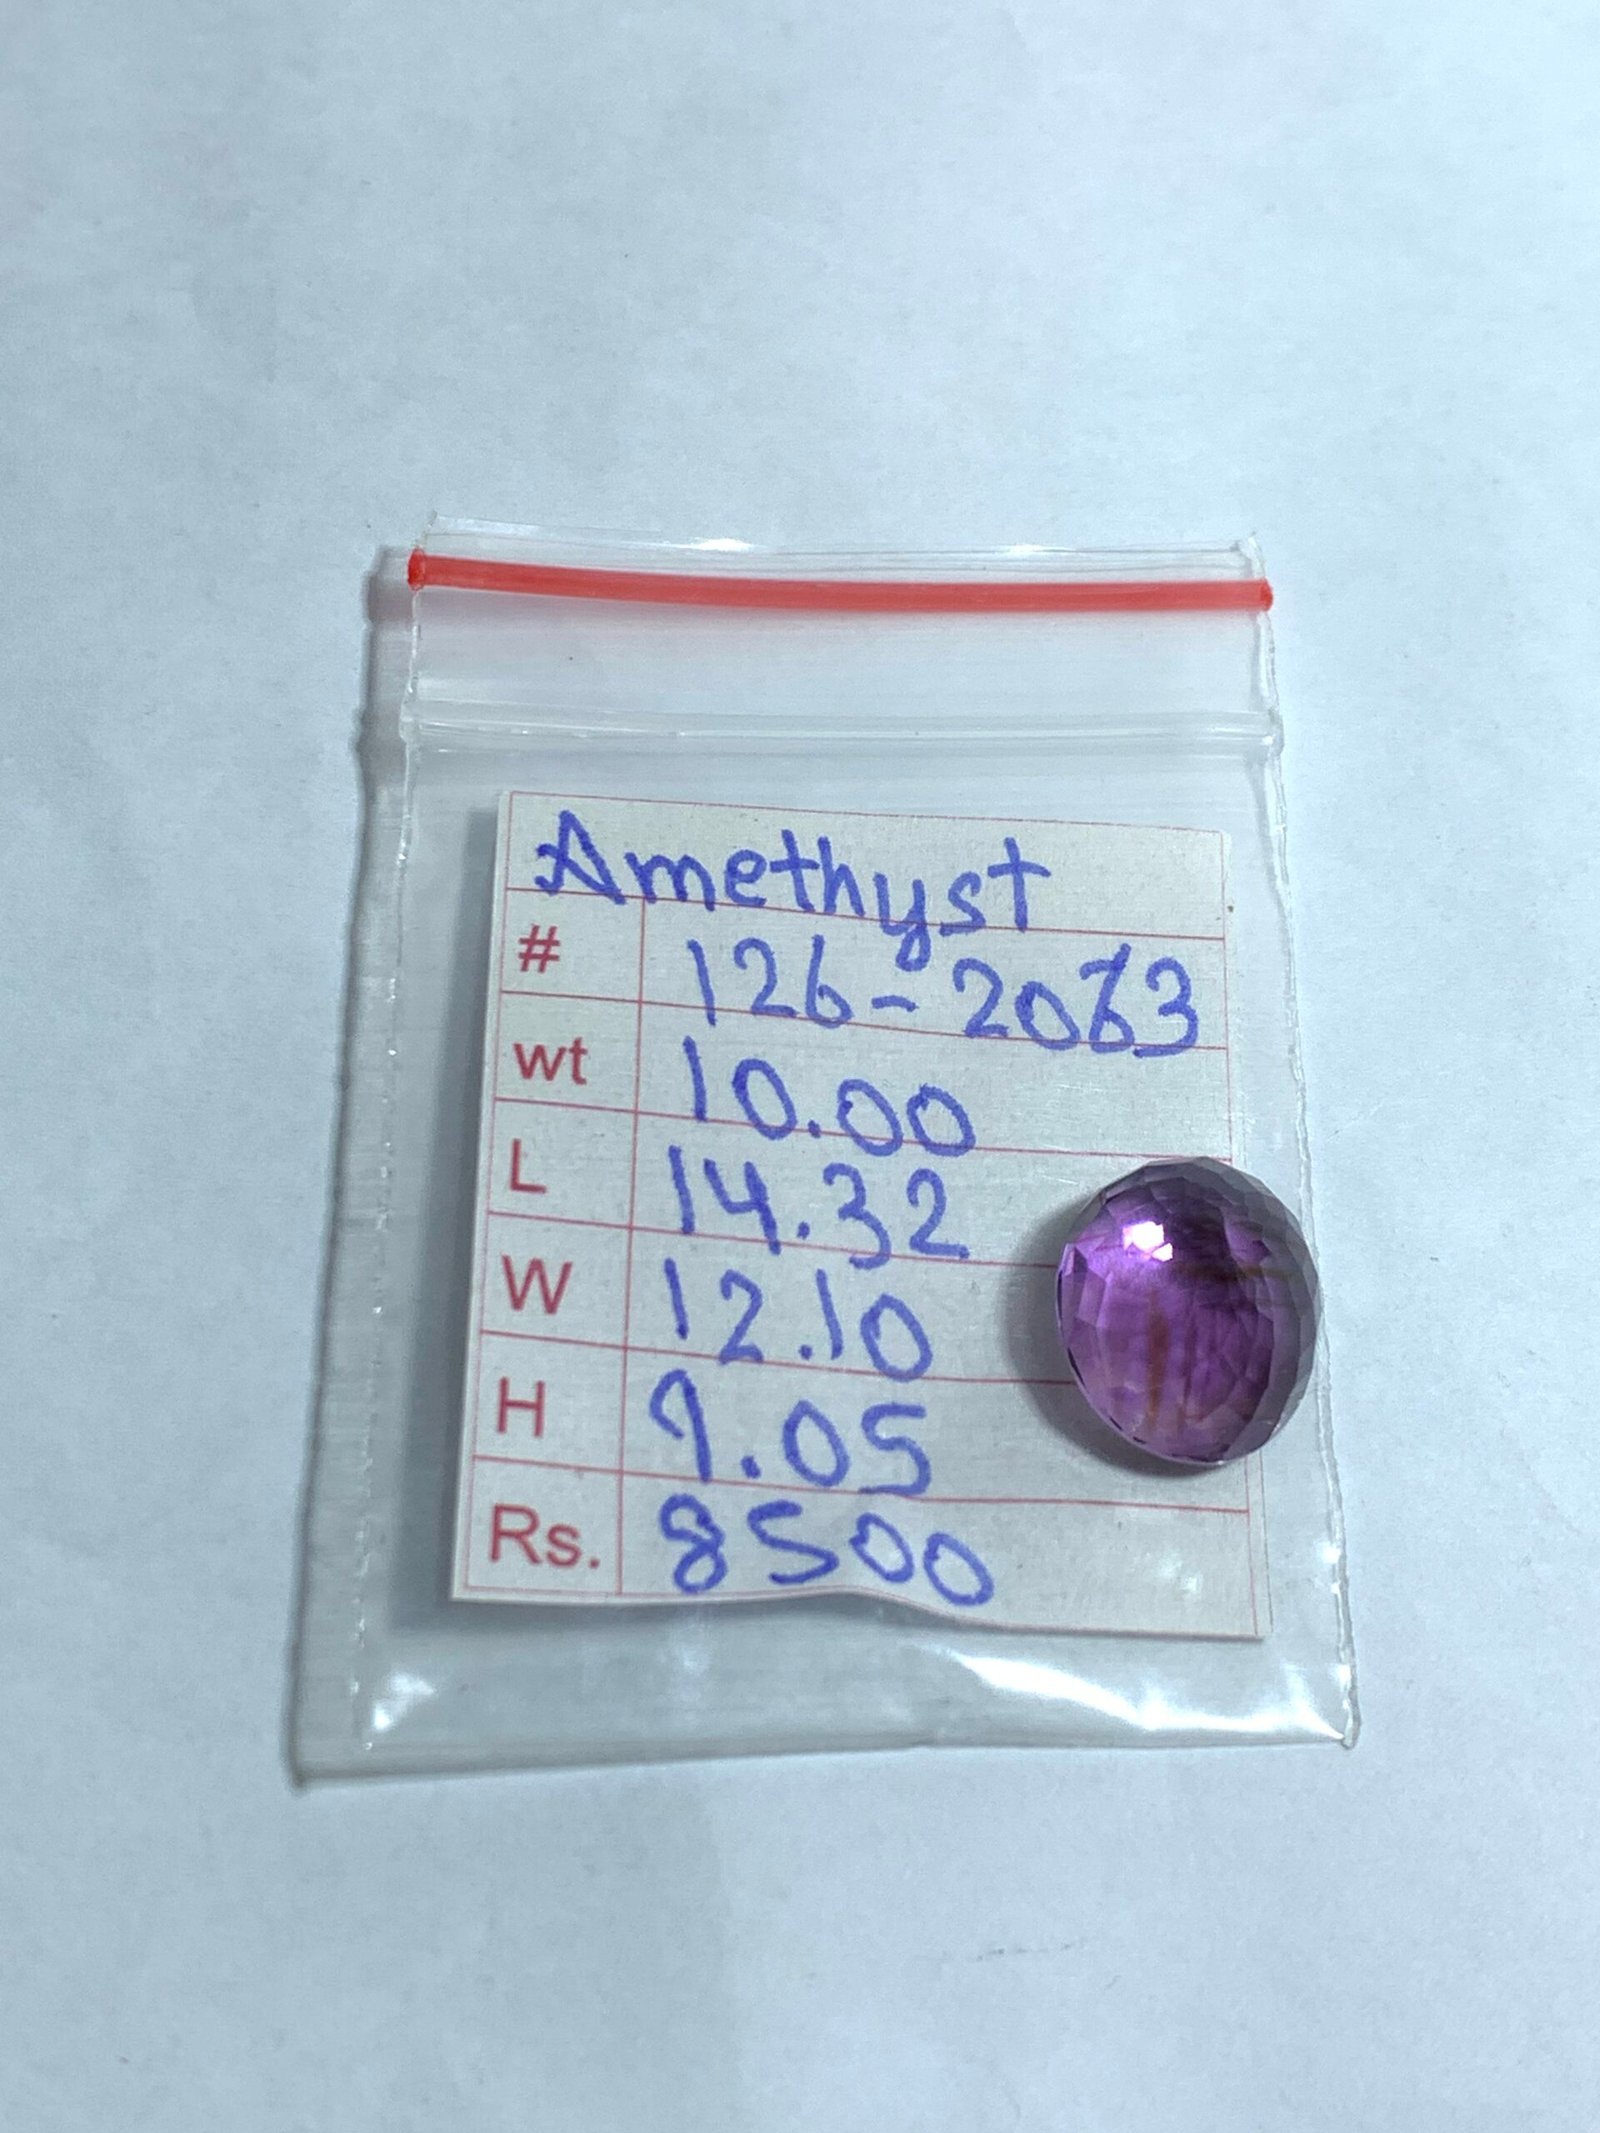 Amethyst
# 126-2063
wt 10.00
L 14.32
W 12.10
H 9.05
Rs. 8500